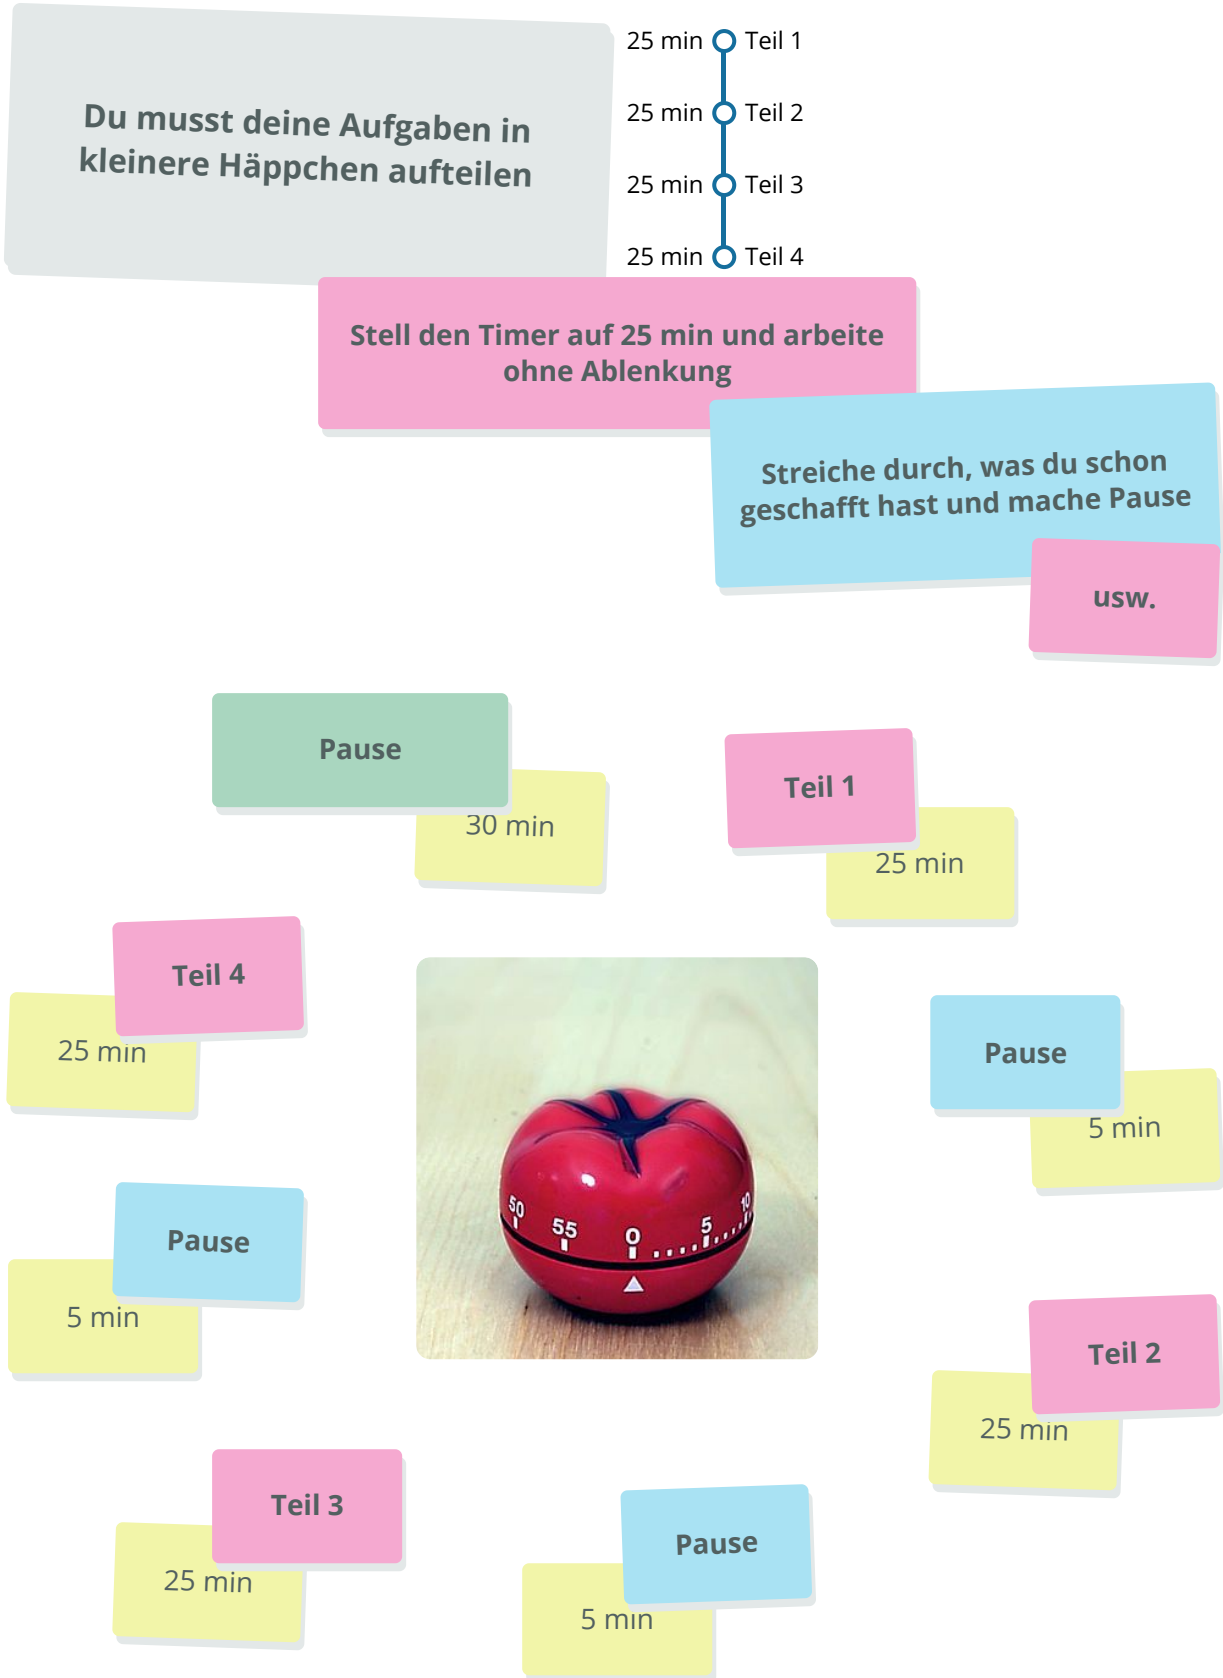 Du musst deine Aufgaben in
kleinere Häppchen aufteilen
25 min Teil 1
25 min Teil 2
25 min Teil 3
25 min Teil 4
Stell den Timer auf 25 min und arbeite
ohne Ablenkung
Streiche durch, was du schon
geschafft hast und mache Pause
usw.
Pause
30 min
Teil 1
25 min
Teil 4
25 min
Pause
5 min
50 55 0 5 10
Pause
5 min
Teil 2
25 min
Teil 3
25 min
Pause
5 min